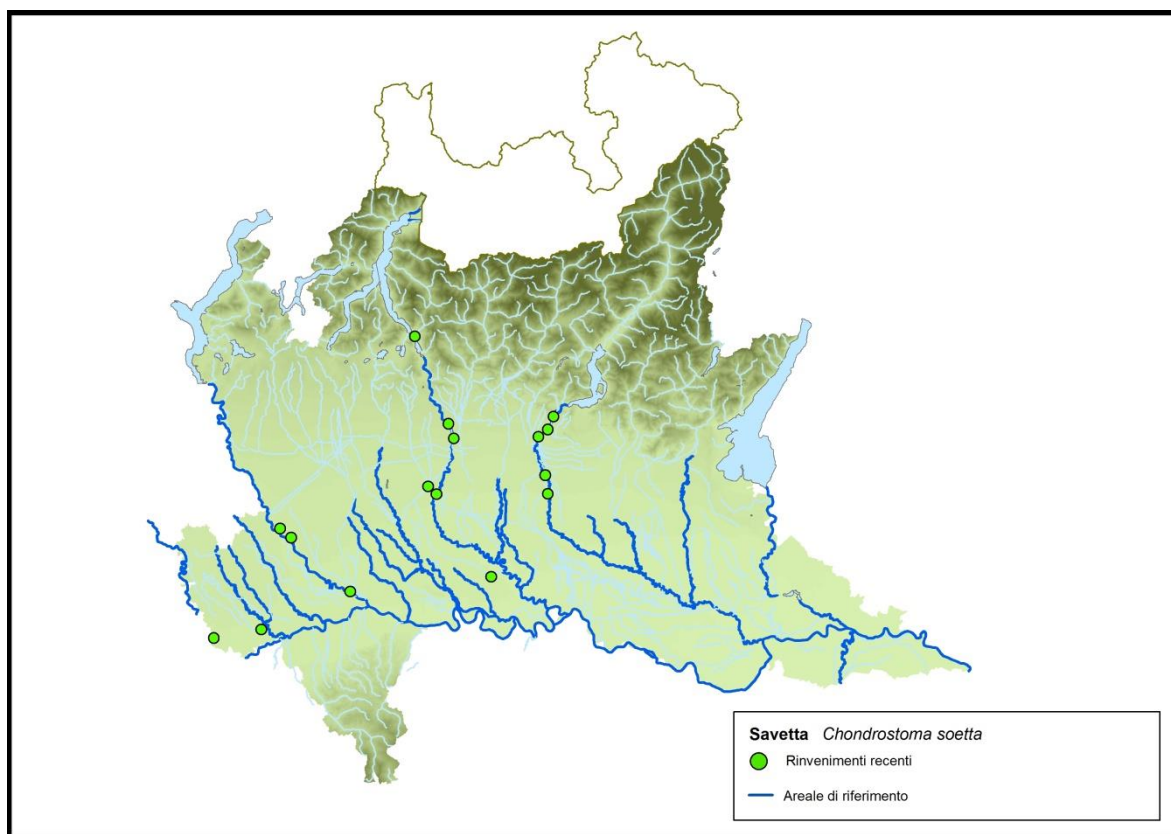 Savetta Chondrostoma soetta
Rinvenimenti recenti
Areale di riferimento